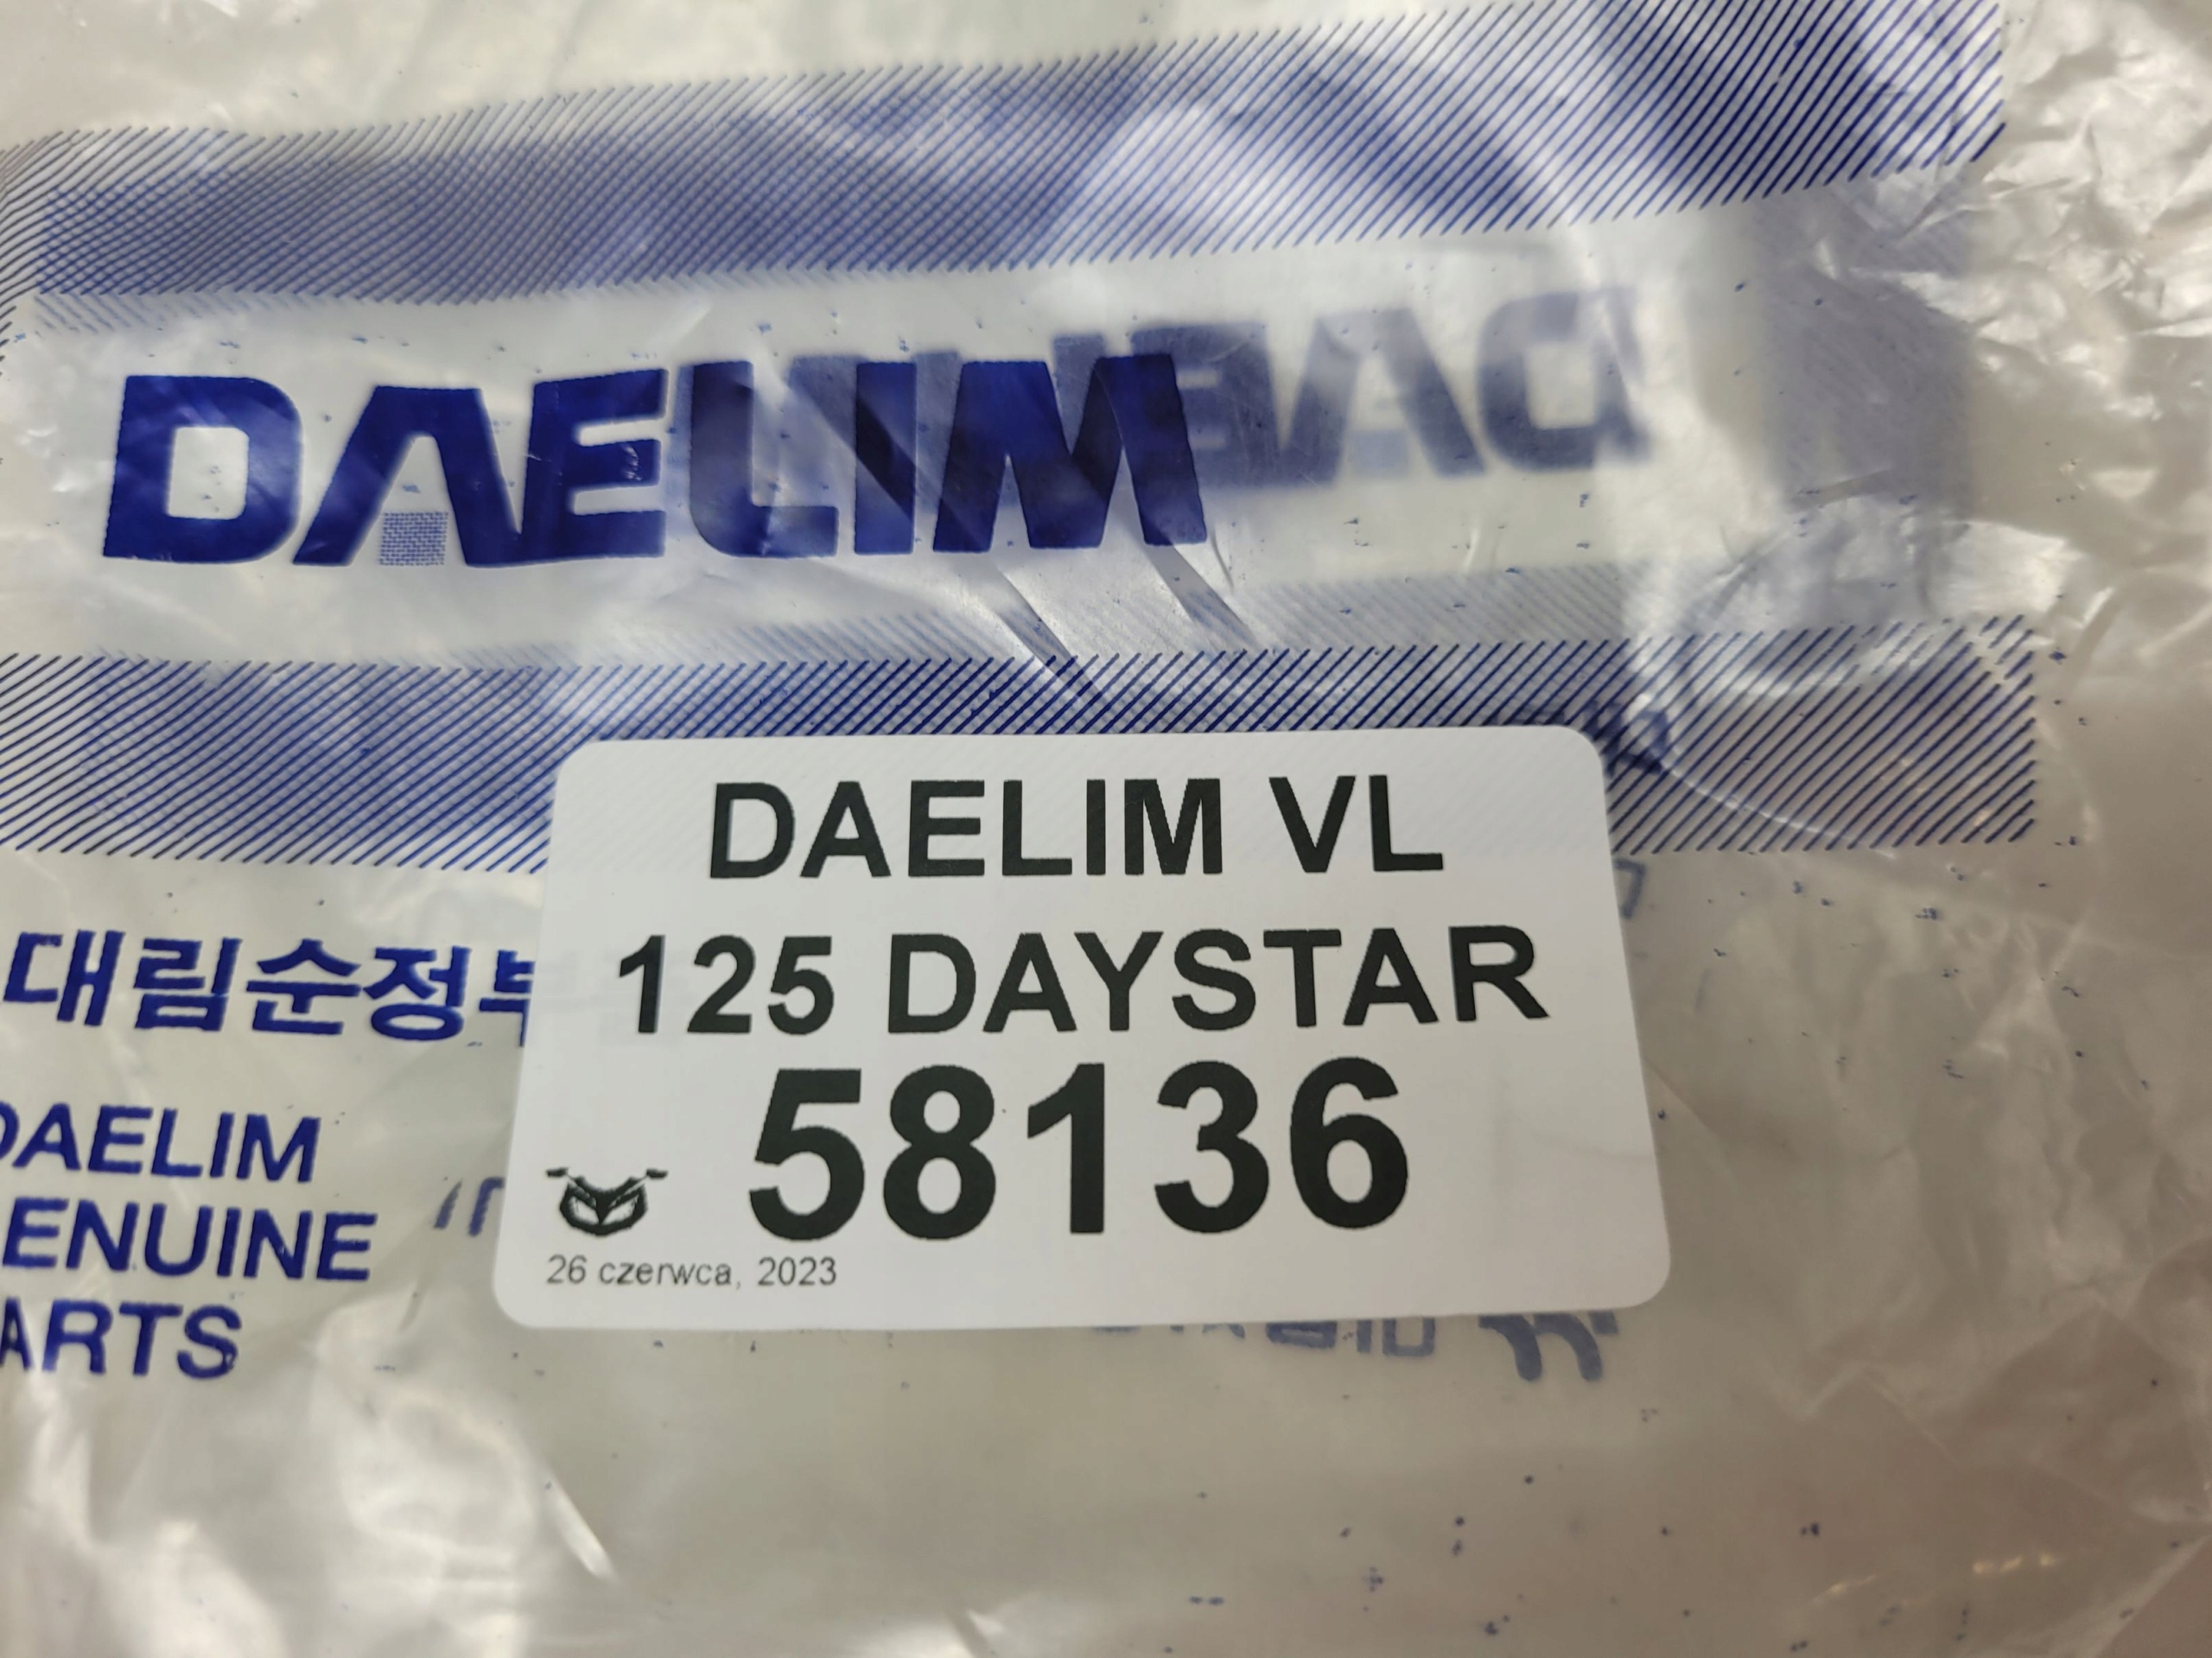 DAELIM
DAELIM VL
125 DAYSTAR
58136
26 czerwca, 2023
대림순정부
DAELIM
ENUINE
ARTS